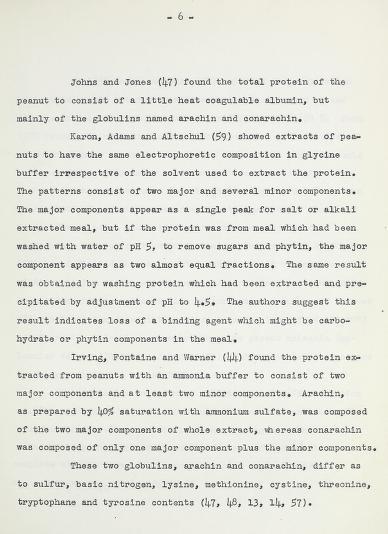 - 6 -
Johns and Jones (47) found the total protein of the
peanut to consist of a little heat coagulable albumin, but
mainly of the globulins named arachin and conarachin.
Karon, Adams and Altschul (59) showed extracts of pea-
nuts to have the same electrophoretic composition in glycine
buffer irrespective of the solvent used to extract the protein.
The patterns consist of two major and several minor components.
The major components appear as a single peak for salt or alkali
extracted meal, but if the protein was from meal which had been
washed with water of pH 5, to remove sugars and phytin, the major
component appears as two almost equal fractions. The same result
was obtained by washing protein which had been extracted and pre-
cipitated by adjustment of pH to 4.5. The authors suggest this
result indicates loss of a binding agent which might be carbo-
hydrate or phytin components in the meal.
Irving, Fontaine and Warner (44) found the protein ex-
tracted from peanuts with an ammonia buffer to consist of two
major components and at least two minor components. Arachin,
as prepared by 40% saturation with ammonium sulfate, was composed
of the two major components of whole extract, whereas conarachin
was composed of only one major component plus the minor components.
These two globulins, arachin and conarachin, differ as
to sulfur, basic nitrogen, lysine, methionine, cystine, threonine,
tryptophane and tyrosine contents (47, 48, 13, 14, 57).